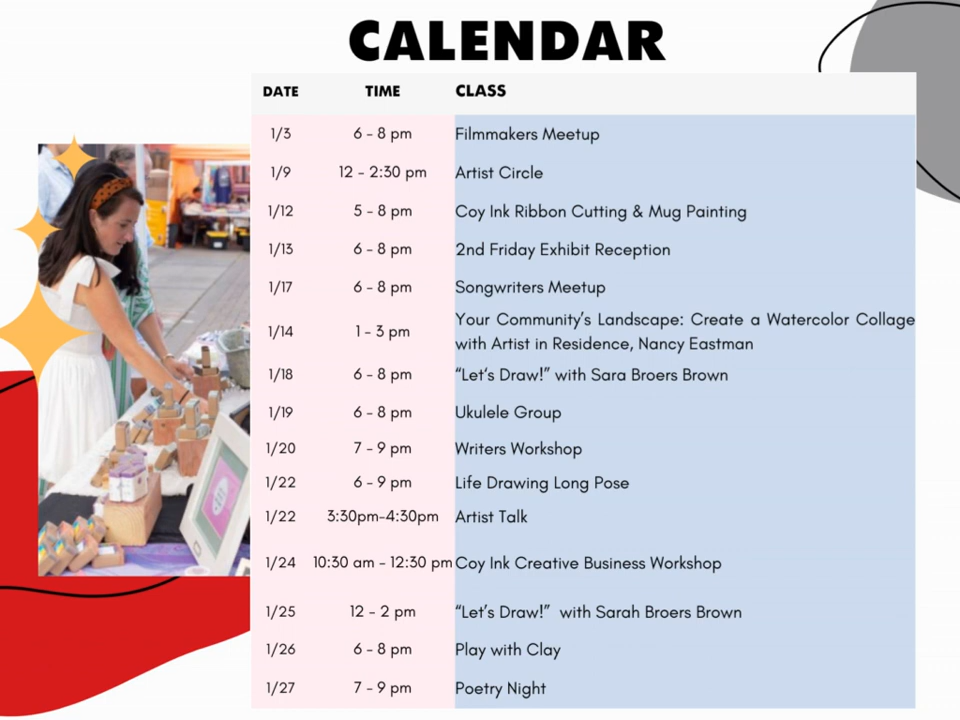 CALENDAR
DATE TIME CLASS
1/3 6 - 8 pm Filmmakers Meetup
1/9 12 - 2:30 pm Artist Circle
1/12 5 - 8 pm Coy Ink Ribbon Cutting & Mug Painting
1/13 6 - 8 pm 2nd Friday Exhibit Reception
1/17 6 - 8 pm Songwriters Meetup
1/14 1 - 3 pm Your Community's Landscape: Create a Watercolor Collage
with Artist in Residence, Nancy Eastman
1/18 6 - 8 pm “Let's Draw!” with Sara Broers Brown
1/19 6 - 8 pm Ukulele Group
1/20 7 - 9 pm Writers Workshop
1/22 6 - 9 pm Life Drawing Long Pose
1/22 3:30pm-4:30pm Artist Talk
1/24 10:30 am - 12:30 pm Coy Ink Creative Business Workshop
1/25 12 - 2 pm “Let's Draw!” with Sarah Broers Brown
1/26 6 - 8 pm Play with Clay
1/27 7 - 9 pm Poetry Night